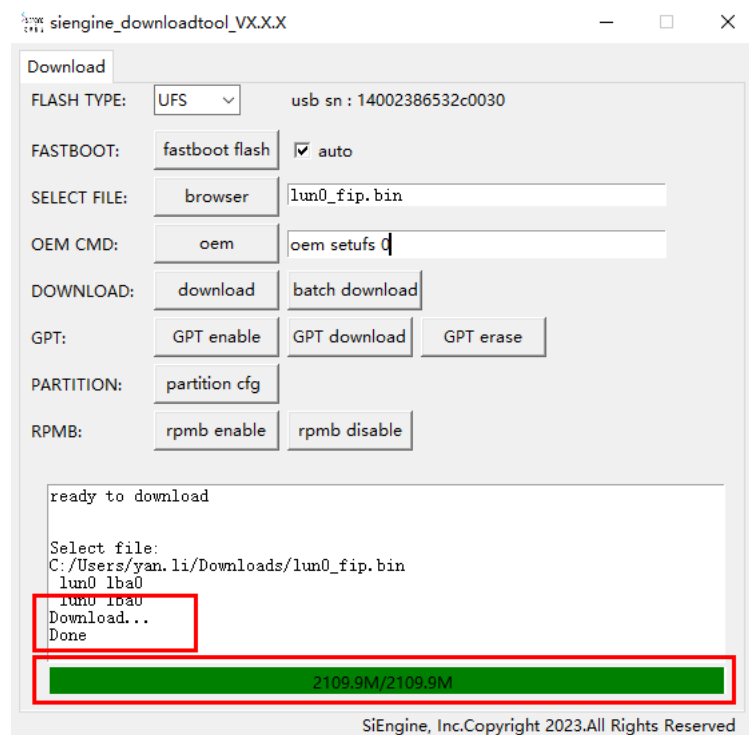 siengine_downloadtool_VX.X.X
Download
FLASH TYPE: UFS usb sn : 14002386532c0030
FASTBOOT: fastboot flash auto
SELECT FILE: browser lun0_fip.bin
OEM CMD: oem oem setufs 0
DOWNLOAD: download batch download
GPT: GPT enable GPT download GPT erase
PARTITION: partition cfg
RPMB: rpmb enable rpmb disable
ready to download
Select file:
C:/Users/yan.li/Downloads/lun0_fip.bin
lun0 lba0
lun0 lba0
Download...
Done
2109.9M/2109.9M
SiEngine, Inc.Copyright 2023.All Rights Reserved